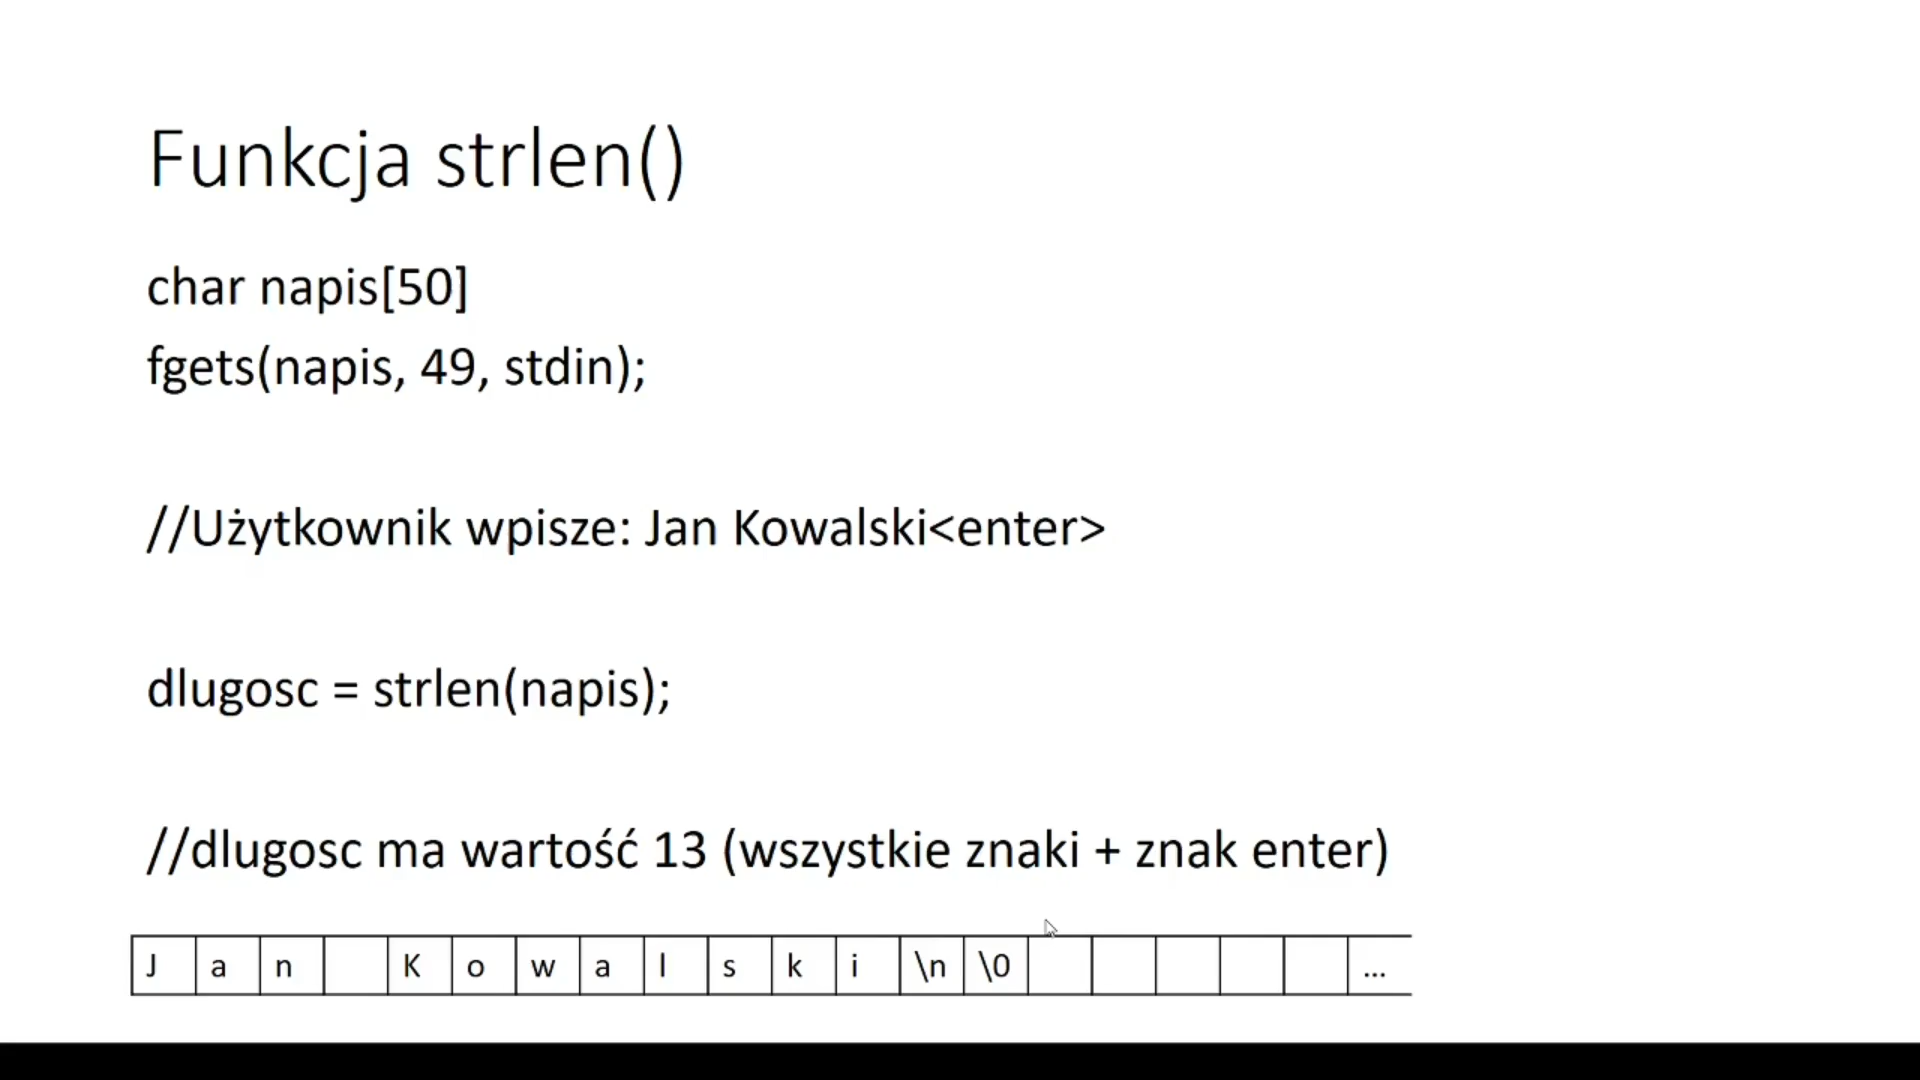 Funkcja strlen()
char napis[50]
fgets(napis, 49, stdin);
//Użytkownik wpisze: Jan Kowalski<enter>
dlugosc = strlen(napis);
//dlugosc ma wartość 13 (wszystkie znaki + znak enter)
J a n K o w a l s k i \n \0 ...